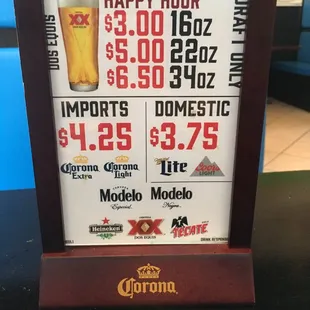 HAPPY HOUR
DOS EQUIS
XX
$3.00 16oz
$5.00 22oz
$6.50 34oz
DRAFT ONLY
IMPORTS
$4.25
Corona
Extra
Corona
Light
DOMESTIC
$3.75
Lite
Modelo
Especial
Modelo
Negra
Heineken
XX
DOS EQUIS
TECATE
Corona